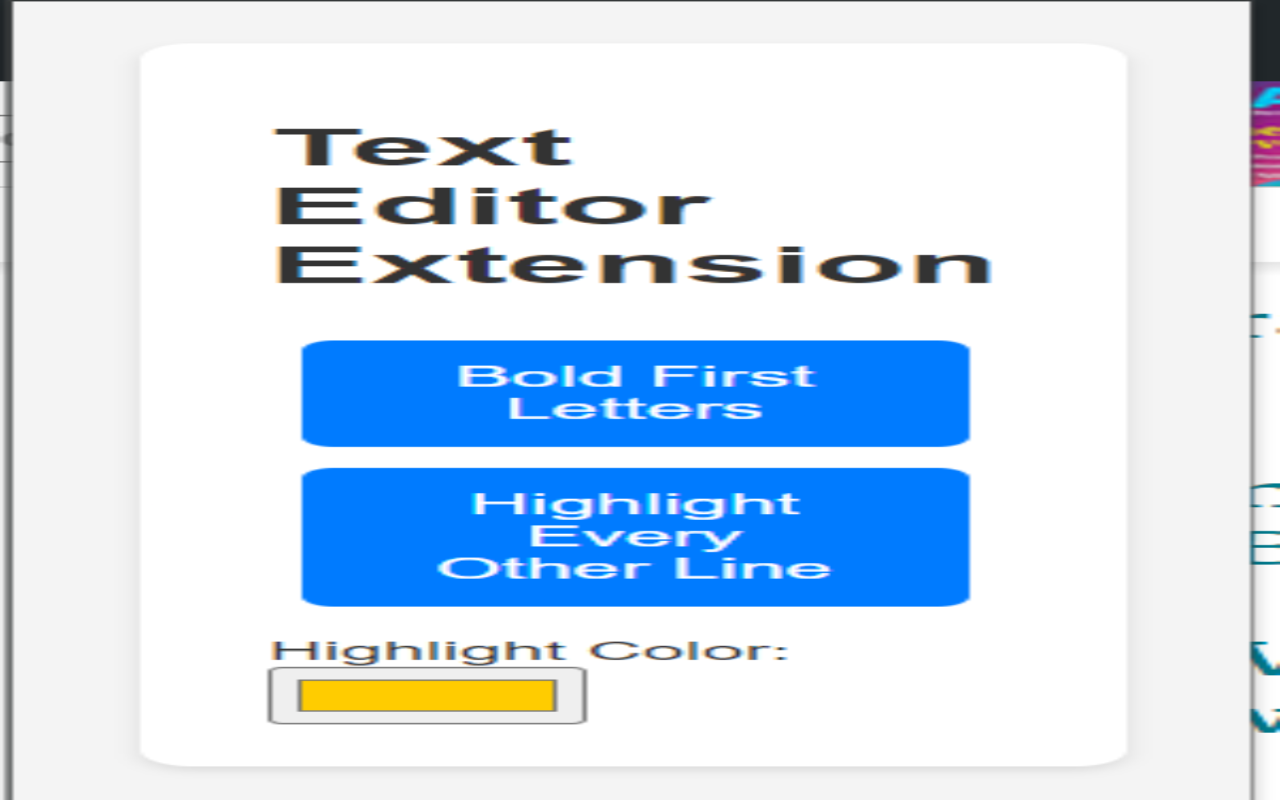 Text
Editor
Extension
Bold First
Letters
Highlight
Every
Other Line
Highlight Color: